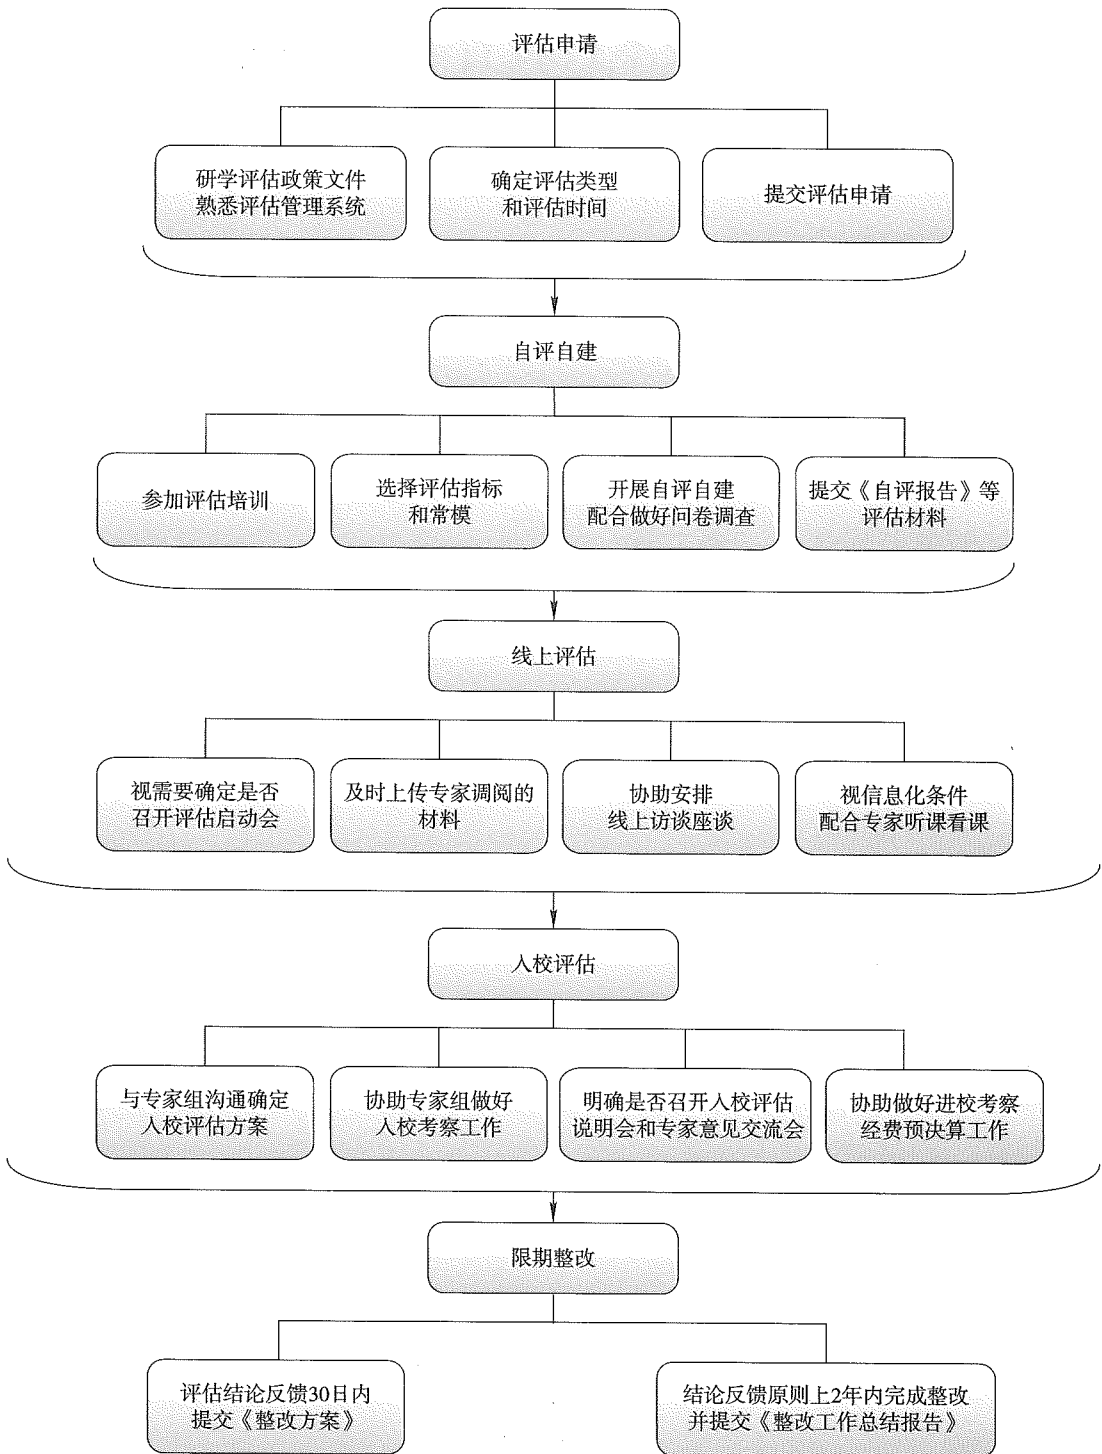 评估申请
研学评估政策文件
熟悉评估管理系统
确定评估类型
和评估时间
提交评估申请
自评自建
参加评估培训
选择评估指标
和常模
开展自评自建
配合做好问卷调查
提交《自评报告》等
评估材料
线上评估
视需要确定是否
召开评估启动会
及时上传专家调阅的
材料
协助安排
线上访谈座谈
视信息化条件
配合专家听课看课
入校评估
与专家组沟通确定
入校评估方案
协助专家组做好
入校考察工作
明确是否召开入校评估
说明会和专家意见交流会
协助做好进校考察
经费预决算工作
限期整改
评估结论反馈30日内
提交《整改方案》
结论反馈原则上2年内完成整改
并提交《整改工作总结报告》